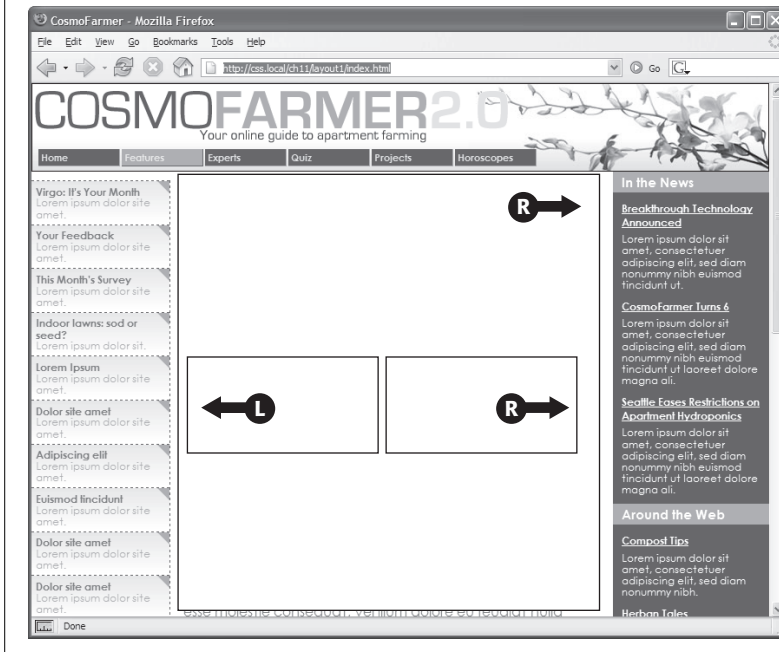 CosmoFarmer - Mozilla Firefox
File Edit View Go Bookmarks Tools Help
http://css.local/ch11/layout1/index.html
Go
G
COSMOFARMER2.0
Your online guide to apartment farming
Home Features Experts Quiz Projects Horoscopes
Virgo: It's Your Month
Lorem ipsum dolor site
amet.
Your Feedback
Lorem ipsum dolor site
amet.
This Month's Survey
Lorem ipsum dolor site
amet.
Indoor lawns: sod or
seed?
Lorem ipsum dolor sit.
Lorem Ipsum
Lorem ipsum dolor site
amet.
Dolor site amet
Lorem ipsum dolor site
amet.
Adipiscing elit
Lorem ipsum dolor site
amet.
Euismod tincidunt
Lorem ipsum dolor site
amet.
Dolor site amet
Lorem ipsum dolor site
amet.
Dolor site amet
Lorem ipsum dolor site
amet.
R
L
R
esse molestie consequat, vel illum dolore eu feugiat nulla
In the News
Breakthrough Technology
Announced
Lorem ipsum dolor sit
amet, consectetuer
adipiscing elit, sed diam
nonummy nibh euismod
tincidunt ut.
CosmoFarmer Turns 6
Lorem ipsum dolor sit
amet, consectetuer
adipiscing elit, sed diam
nonummy nibh euismod
tincidunt ut laoreet dolore
magna ali.
Seattle Eases Restrictions on
Apartment Hydroponics
Lorem ipsum dolor sit
amet, consectetuer
adipiscing elit, sed diam
nonummy nibh euismod
tincidunt ut laoreet dolore
magna ali.
Around the Web
Compost Tips
Lorem ipsum dolor sit
amet, consectetuer
adipiscing elit, sed diam
nonummy nibh.
Herban Tales
Done